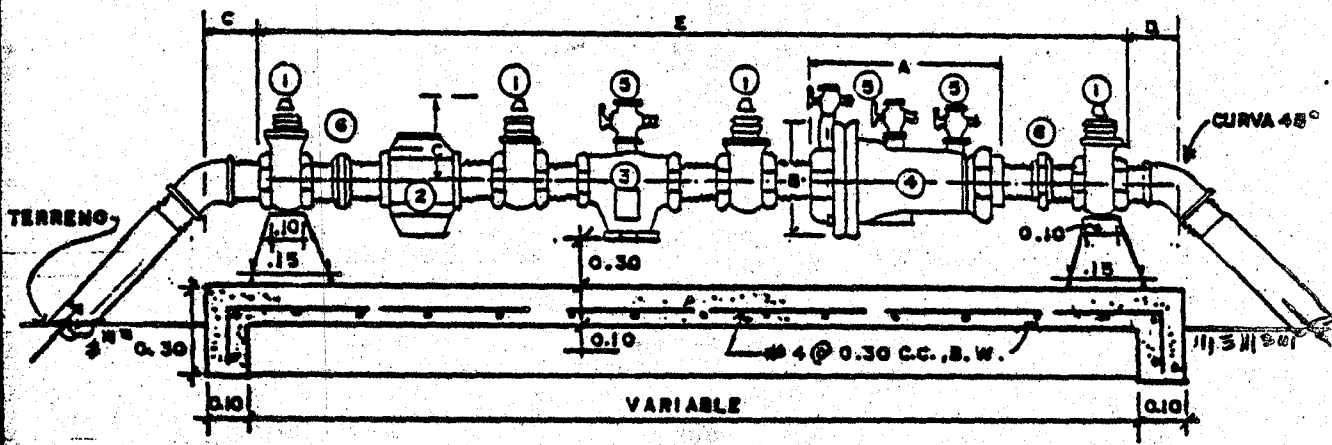 C E D
A
1 1 5 1 5 5 1
6 6
CURVA 45°
C
B
2 3 4
TERRENO
.10 0.10
.15 .15
0.30
0.30
0.10
# 4 @ 0.30 C.C., B.W.
0.10 VARIABLE 0.10